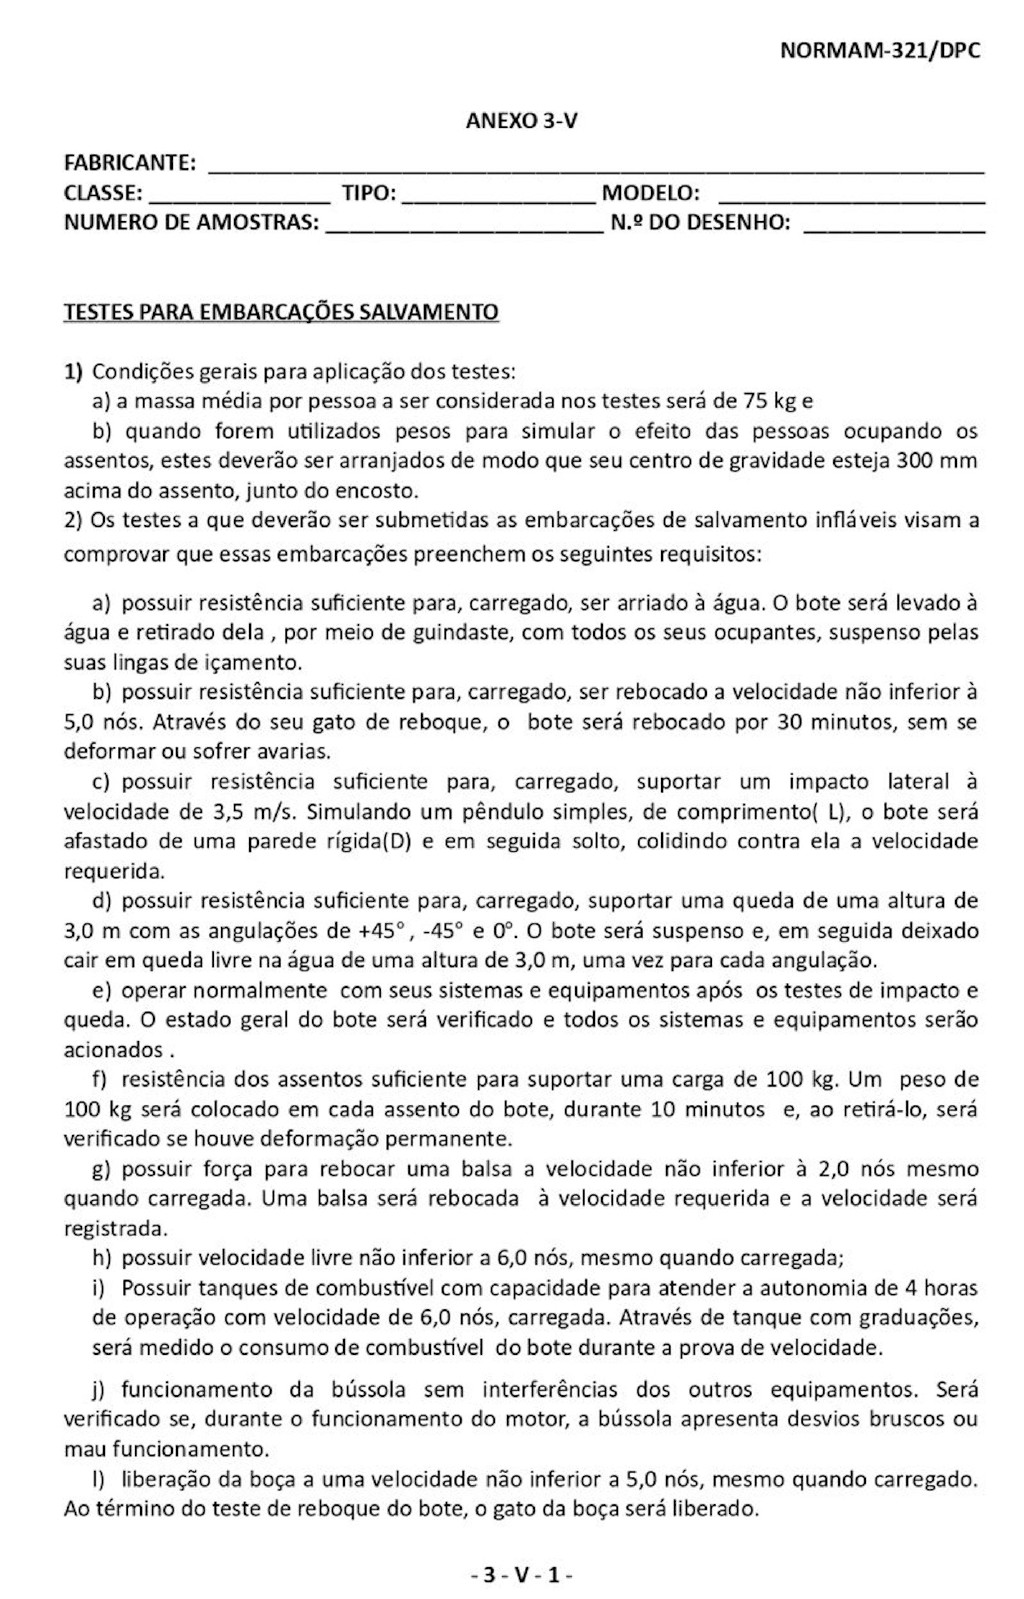 NORMAM-321/DPC
ANEXO 3-V
FABRICANTE: ____________________
CLASSE: ____________________ TIPO: ____________________ MODELO: ____________________
NUMERO DE AMOSTRAS: ____________________ N.º DO DESENHO: ____________________
TESTES PARA EMBARCAÇÕES SALVAMENTO
1) Condições gerais para aplicação dos testes:
a) a massa média por pessoa a ser considerada nos testes será de 75 kg e
b) quando forem utilizados pesos para simular o efeito das pessoas ocupando os
assentos, estes deverão ser arranjados de modo que seu centro de gravidade esteja 300 mm
acima do assento, junto do encosto.
2) Os testes a que deverão ser submetidas as embarcações de salvamento infláveis visam a
comprovar que essas embarcações preenchem os seguintes requisitos:
a) possuir resistência suficiente para, carregado, ser arriado à água. O bote será levado à
água e retirado dela , por meio de guindaste, com todos os seus ocupantes, suspenso pelas
suas lingas de içamento.
b) possuir resistência suficiente para, carregado, ser rebocado a velocidade não inferior à
5,0 nós. Através do seu gato de reboque, o bote será rebocado por 30 minutos, sem se
deformar ou sofrer avarias.
c) possuir resistência suficiente para, carregado, suportar um impacto lateral à
velocidade de 3,5 m/s. Simulando um pêndulo simples, de comprimento( L), o bote será
afastado de uma parede rígida(D) e em seguida solto, colidindo contra ela a velocidade
requerida.
d) possuir resistência suficiente para, carregado, suportar uma queda de uma altura de
3,0 m com as angulações de +45° , -45° e 0°. O bote será suspenso e, em seguida deixado
cair em queda livre na água de uma altura de 3,0 m, uma vez para cada angulação.
e) operar normalmente com seus sistemas e equipamentos após os testes de impacto e
queda. O estado geral do bote será verificado e todos os sistemas e equipamentos serão
acionados .
f) resistência dos assentos suficiente para suportar uma carga de 100 kg. Um peso de
100 kg será colocado em cada assento do bote, durante 10 minutos e, ao retirá-lo, será
verificado se houve deformação permanente.
g) possuir força para rebocar uma balsa a velocidade não inferior à 2,0 nós mesmo
quando carregada. Uma balsa será rebocada à velocidade requerida e a velocidade será
registrada.
h) possuir velocidade livre não inferior a 6,0 nós, mesmo quando carregada;
i) Possuir tanques de combustível com capacidade para atender a autonomia de 4 horas
de operação com velocidade de 6,0 nós, carregada. Através de tanque com graduações,
será medido o consumo de combustível do bote durante a prova de velocidade.
j) funcionamento da bússola sem interferências dos outros equipamentos. Será
verificado se, durante o funcionamento do motor, a bússola apresenta desvios bruscos ou
mau funcionamento.
l) liberação da boça a uma velocidade não inferior a 5,0 nós, mesmo quando carregado.
Ao término do teste de reboque do bote, o gato da boça será liberado.
- 3 - V - 1 -